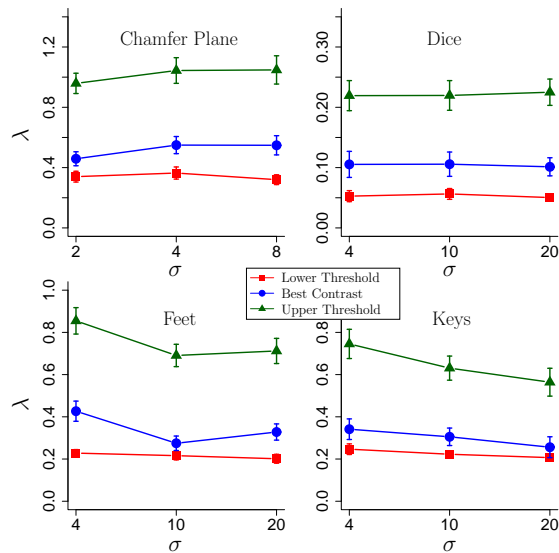 Chamfer Plane
Dice
λ
0.0
0.4
0.8
1.2
0.00
0.10
0.20
0.30
2
4
8
σ
4
10
20
σ
Lower Threshold
Best Contrast
Upper Threshold
Feet
Keys
λ
0.0
0.2
0.4
0.6
0.8
1.0
0.0
0.2
0.4
0.6
0.8
4
10
20
σ
4
10
20
σ